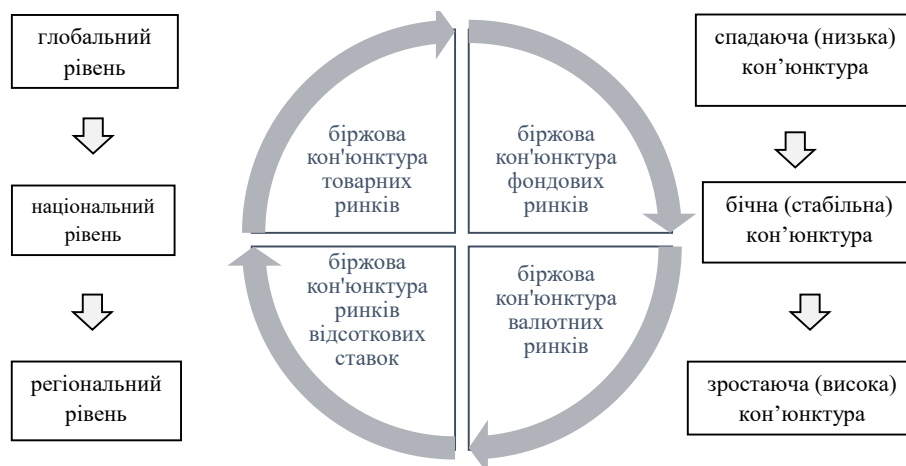 глобальний
рівень
національний
рівень
регіональний
рівень
біржова
кон'юнктура
товарних
ринків
біржова
кон'юнктура
фондових
ринків
біржова
кон'юнктура
ринків
відсоткових
ставок
біржова
кон'юнктура
валютних
ринків
спадаюча (низька)
кон’юнктура
бічна (стабільна)
кон’юнктура
зростаюча (висока)
кон’юнктура